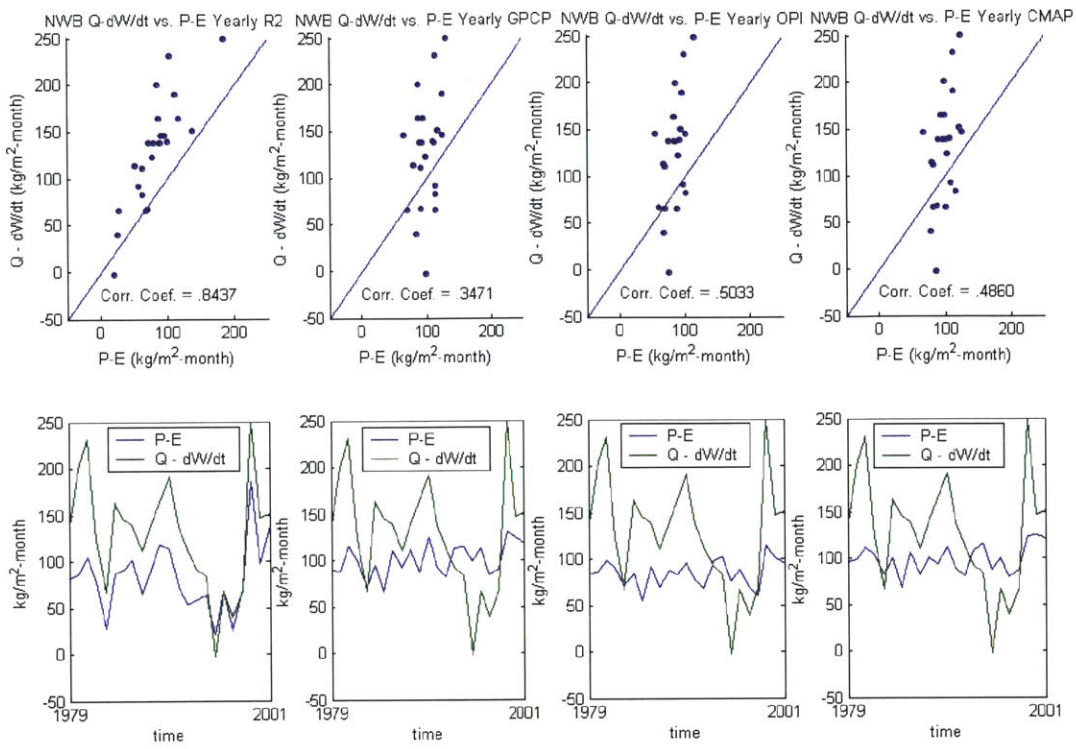 NWB Q-dW/dt vs. P-E Yearly R2
NWB Q-dW/dt vs. P-E Yearly GPCP
NWB Q-dW/dt vs. P-E Yearly OPI
NWB Q-dW/dt vs. P-E Yearly CMAP
250
200
150
100
50
0
-50
Q - dW/dt (kg/m²-month)
Corr. Coef. = .8437
0
100
200
P-E (kg/m²-month)
250
200
150
100
50
0
-50
Q - dW/dt (kg/m²-month)
Corr. Coef. = .3471
0
100
200
P-E (kg/m²-month)
250
200
150
100
50
0
-50
Q - dW/dt (kg/m²-month)
Corr. Coef. = .5033
0
100
200
P-E (kg/m²-month)
250
200
150
100
50
0
-50
Q - dW/dt (kg/m²-month)
Corr. Coef. = .4860
0
100
200
P-E (kg/m²-month)
250
200
150
100
50
0
-50
kg/m²-month
P-E
Q - dW/dt
1979
2001
time
250
200
150
100
50
0
-50
kg/m²-month
P-E
Q - dW/dt
1979
2001
time
250
200
150
100
50
0
-50
kg/m²-month
P-E
Q - dW/dt
1979
2001
time
250
200
150
100
50
0
-50
kg/m²-month
P-E
Q - dW/dt
1979
2001
time